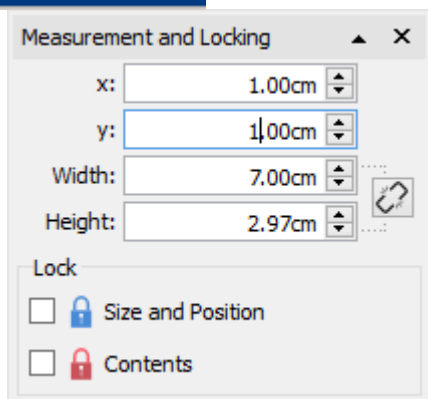 Measurement and Locking
x: 1.00cm
y: 1.00cm
Width: 7.00cm
Height: 2.97cm
Lock
Size and Position
Contents